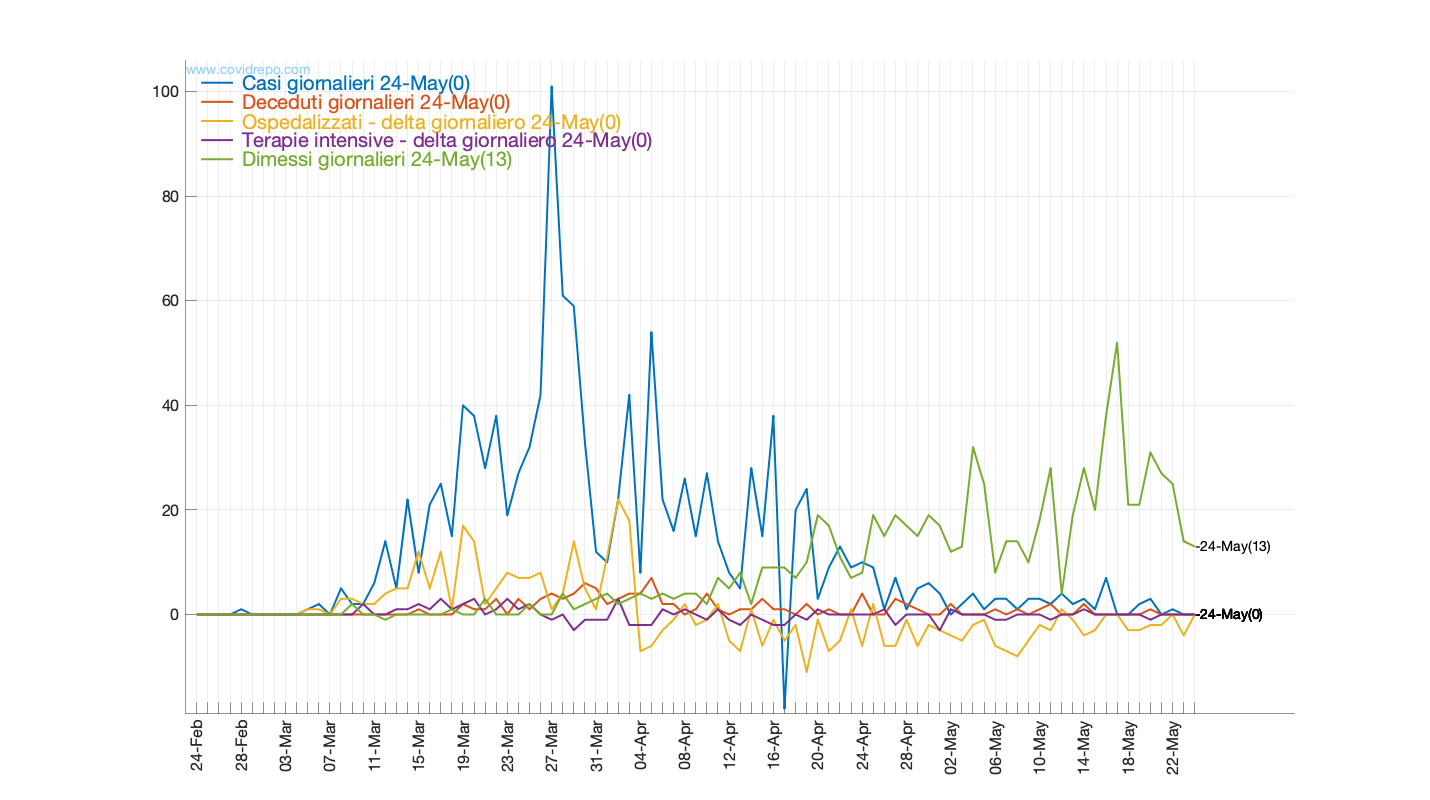 www.covidrepo.com
Casi giornalieri 24-May(0)
Deceduti giornalieri 24-May(0)
Ospedalizzati - delta giornaliero 24-May(0)
Terapie intensive - delta giornaliero 24-May(0)
Dimessi giornalieri 24-May(13)
100
80
60
40
20
0
-24-May(13)
-24-May(0)
24-Feb
28-Feb
03-Mar
07-Mar
11-Mar
15-Mar
19-Mar
23-Mar
27-Mar
31-Mar
04-Apr
08-Apr
12-Apr
16-Apr
20-Apr
24-Apr
28-Apr
02-May
06-May
10-May
14-May
18-May
22-May